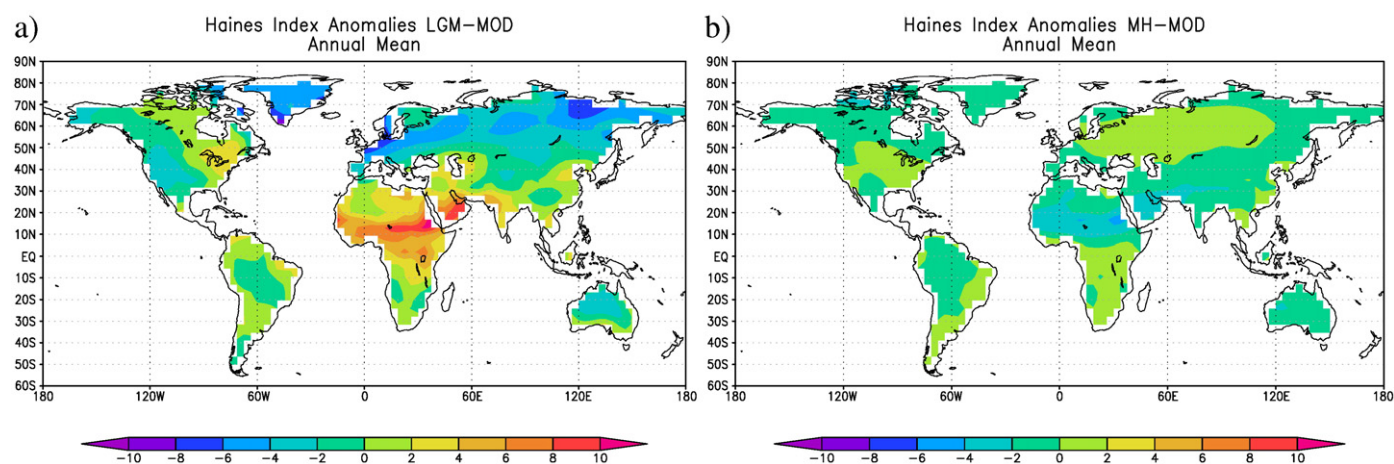 a)
Haines Index Anomalies LGM-MOD
Annual Mean
90N
80N
70N
60N
50N
40N
30N
20N
10N
EQ
10S
20S
30S
40S
50S
60S
180 120W 60W 0 60E 120E 180
-10 -8 -6 -4 -2 0 2 4 6 8 10
b)
Haines Index Anomalies MH-MOD
Annual Mean
90N
80N
70N
60N
50N
40N
30N
20N
10N
EQ
10S
20S
30S
40S
50S
60S
180 120W 60W 0 60E 120E 180
-10 -8 -6 -4 -2 0 2 4 6 8 10